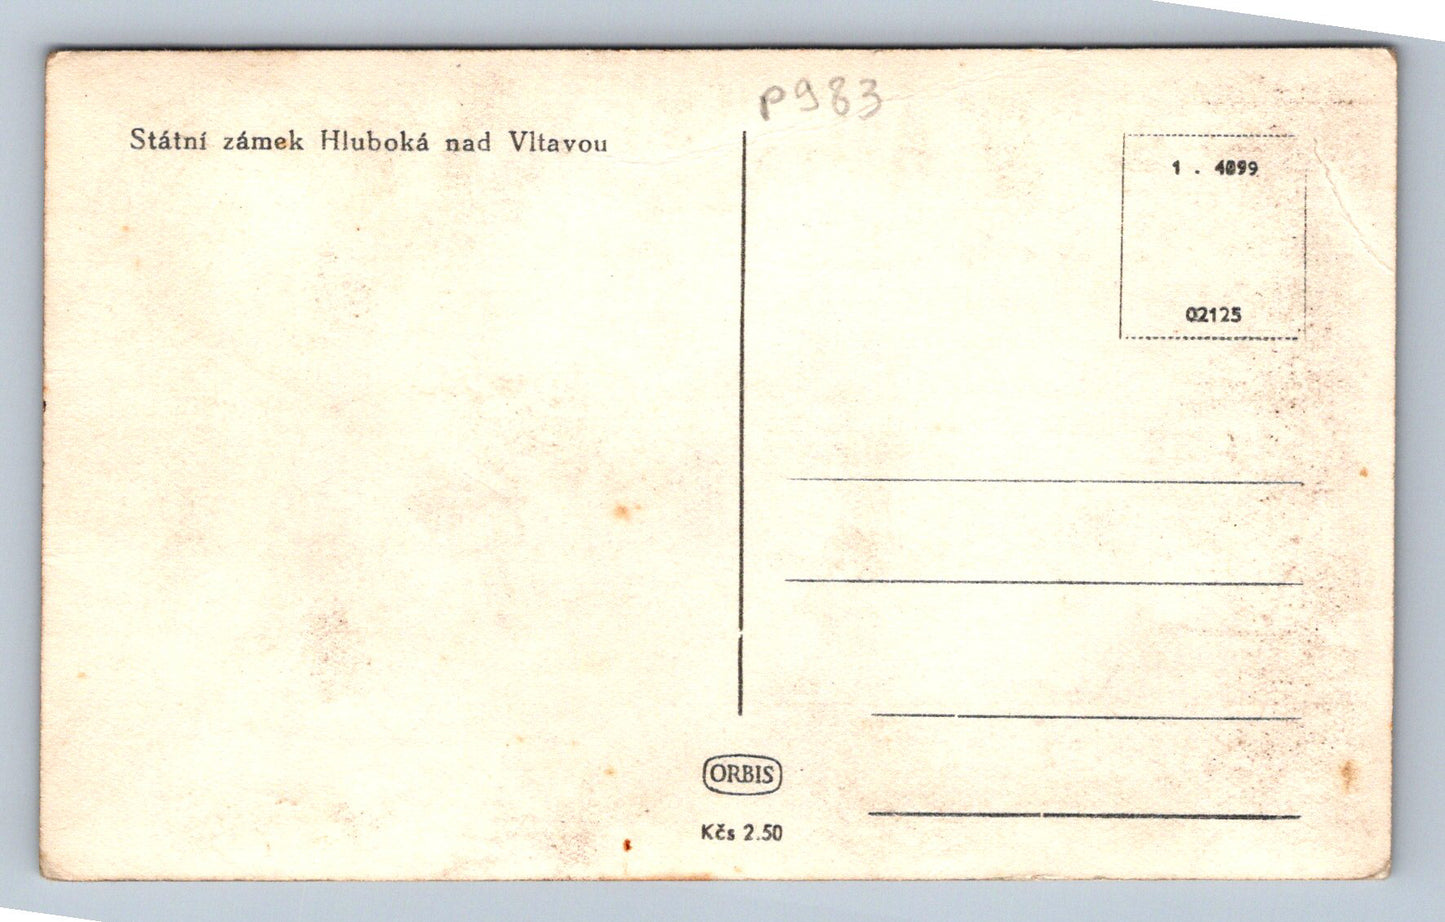 P983
Státní zámek Hluboká nad Vltavou
1 . 4099
02125
ORBIS
Kčs 2.50